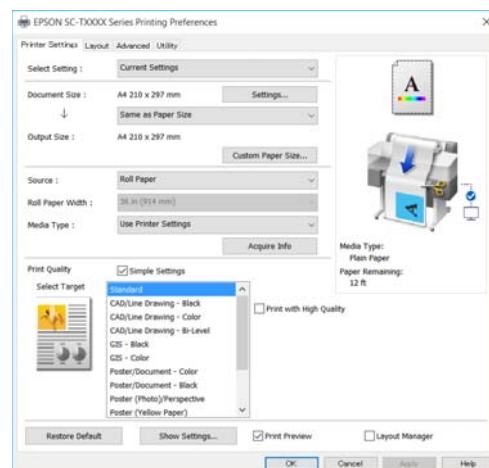 EPSON SC-TXXXX Series Printing Preferences
Printer Settings Layout Advanced Utility
Select Setting : Current Settings
Document Size : A4 210 x 297 mm Settings...
Same as Paper Size
Output Size : A4 210 x 297 mm
Custom Paper Size...
Source : Roll Paper
Roll Paper Width : 36 in (914 mm)
Media Type : Use Printer Settings
Acquire Info
A
Media Type:
Plain Paper
Paper Remaining:
12 ft
Print Quality Simple Settings
Select Target
Standard
CAD/Line Drawing - Black
CAD/Line Drawing - Color
CAD/Line Drawing - Bi-Level
GIS - Black
GIS - Color
Poster/Document - Color
Poster/Document - Black
Poster (Photo)/Perspective
Poster (Yellow Paper)
Print with High Quality
Restore Default Show Settings... Print Preview Layout Manager
OK Cancel Apply Help